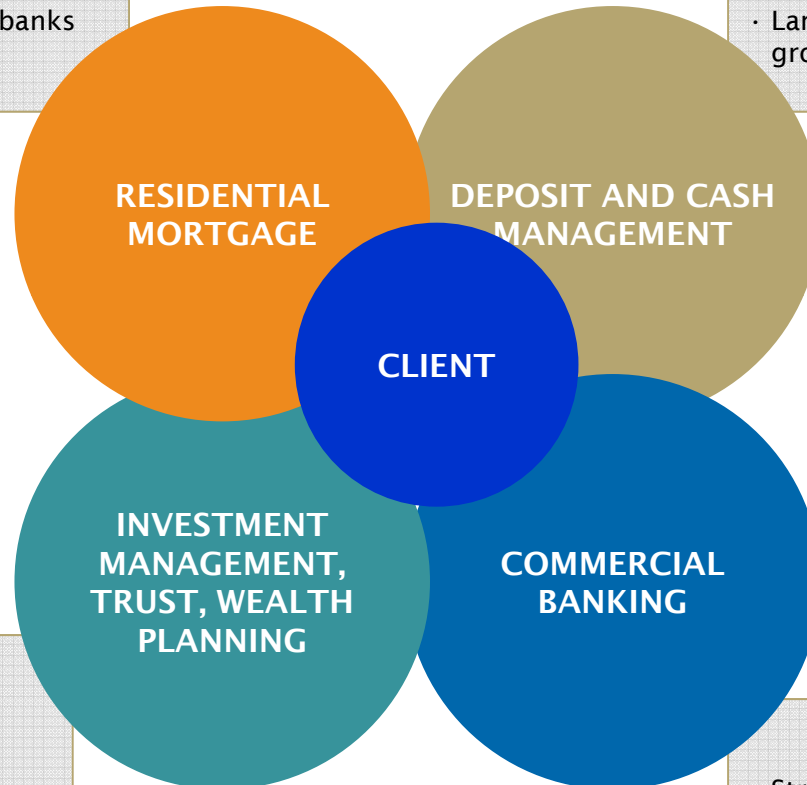 banks
RESIDENTIAL
MORTGAGE
DEPOSIT AND CASH
MANAGEMENT
CLIENT
INVESTMENT
MANAGEMENT,
TRUST, WEALTH
PLANNING
COMMERCIAL
BANKING